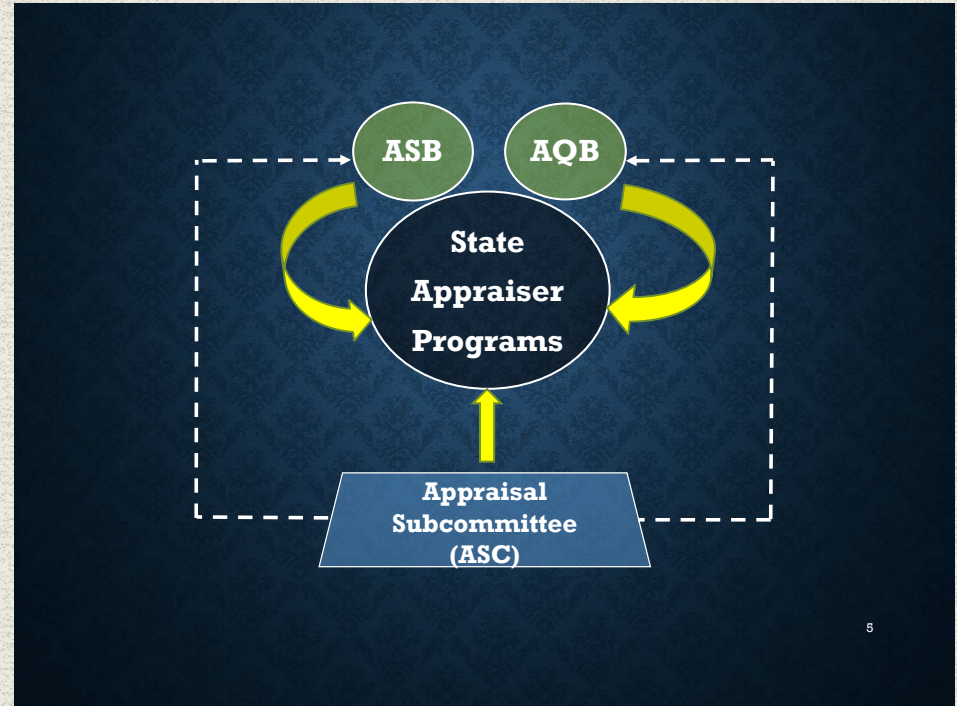 ASB
AQB
State
Appraiser
Programs
Appraisal
Subcommittee
(ASC)
5